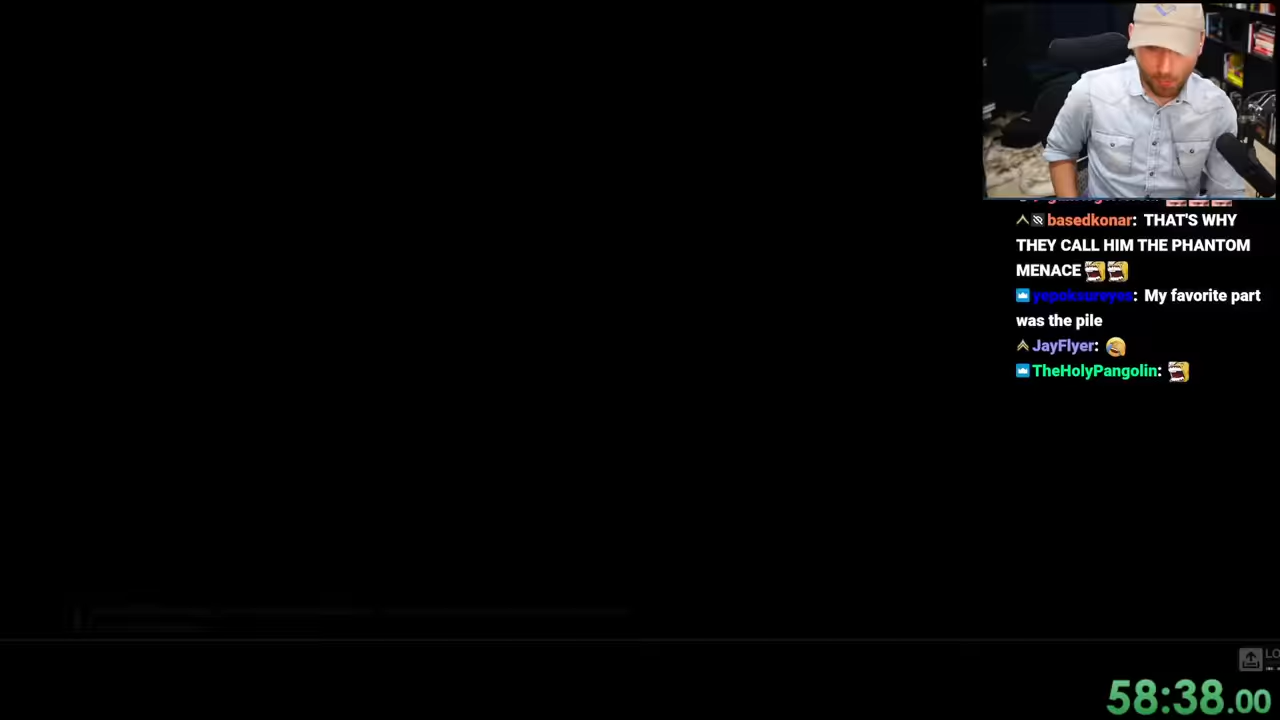 basedkonar: THAT'S WHY
THEY CALL HIM THE PHANTOM
MENACE
yepoksureyes: My favorite part
was the pile
JayFlyer:
TheHolyPangolin:
LO
58:38.00